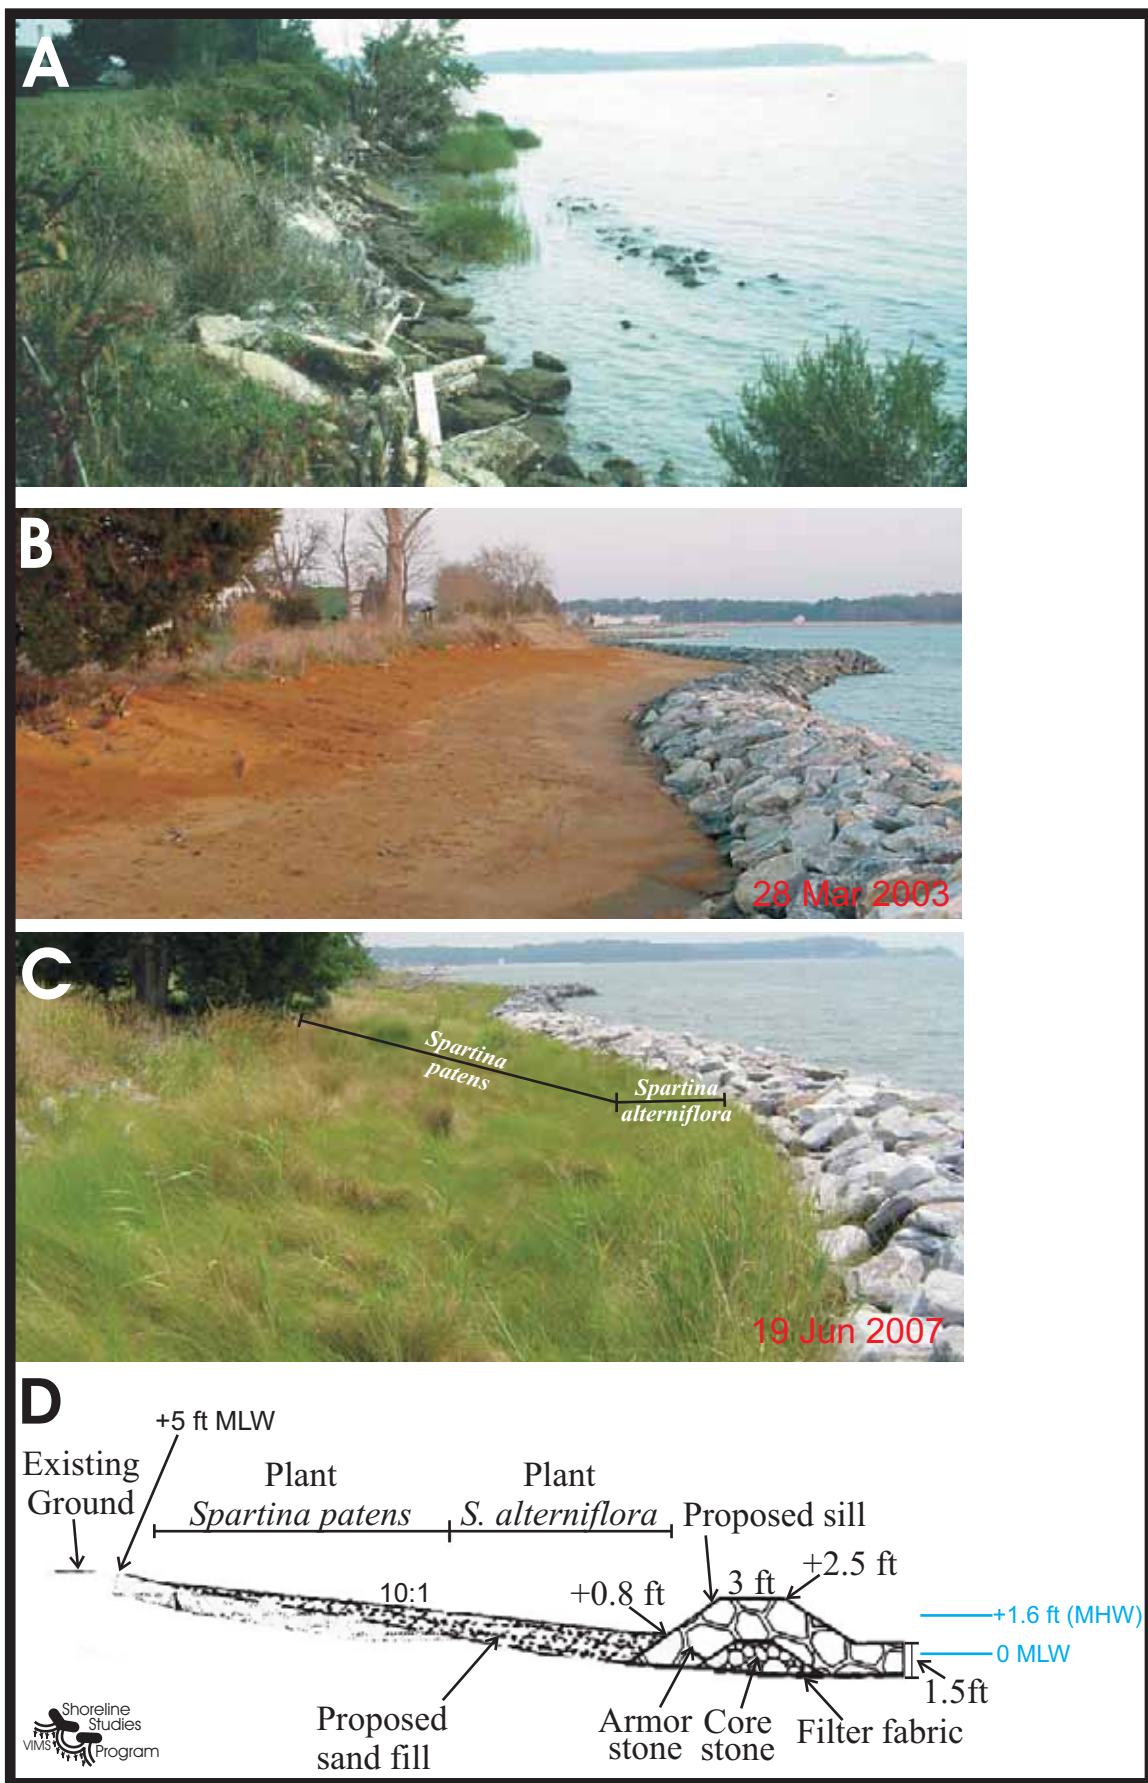 A
B
28 Mar 2003
C
Spartina
patens
Spartina
alterniflora
19 Jun 2007
D
+5 ft MLW
Existing
Ground
Plant
Spartina patens
Plant
S. alterniflora
Proposed sill
+2.5 ft
3 ft
+0.8 ft
10:1
+1.6 ft (MHW)
0 MLW
1.5ft
Proposed
sand fill
Armor
stone
Core
stone
Filter fabric
Shoreline
Studies
VIMS
Program